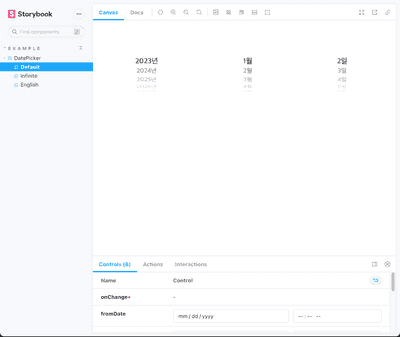 Storybook
Canvas
Docs
Find components
EXAMPLE
DatePicker
Default
Infinite
English
2023년 1월 2일
2024년 2월 3일
2025년 3월 4일
Controls (6)
Actions
Interactions
Name
Control
onChange*
-
fromDate
mm/dd/yyyy
--:-- --